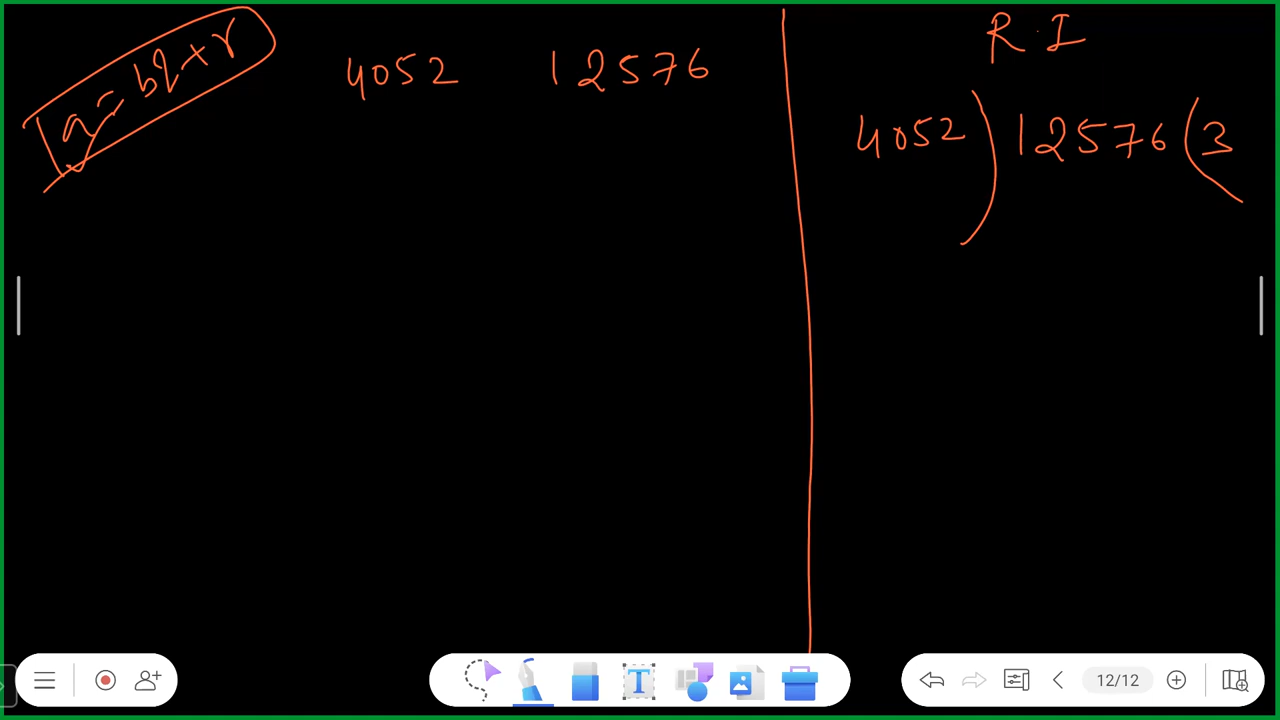 a = bq + r
4052 12576
R.I
4052 ) 12576 ( 3
T
12/12